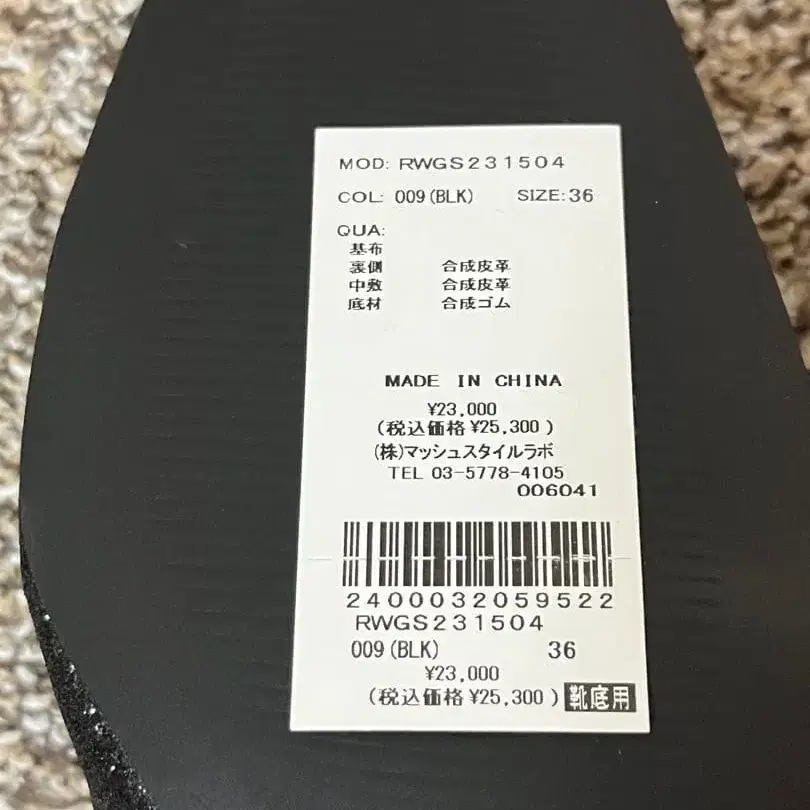 MOD: RWGS231504
COL: 009(BLK) SIZE:36
QUA:
基布
裏側 合成皮革
中敷 合成皮革
底材 合成ゴム
MADE IN CHINA
¥23,000
(税込価格 ¥25,300 )
(株)マッシュスタイルラボ
TEL 03-5778-4105
006041
2400032059522
RWGS231504
009(BLK) 36
¥23,000
(税込価格 ¥25,300 ) 靴底用